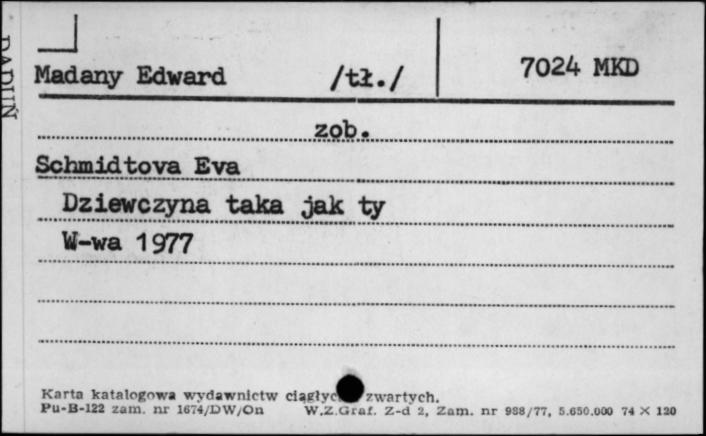 Madany Edward /tł./ 7024 MKD
zob.
Schmidtova Eva
Dziewczyna taka jak ty
W-wa 1977
Karta katalogowa wydawnictw zwartych.
Pu-B-122 zam. nr 1674/DW/On W.Z.Graf. Z-d 2, Zam. nr 988/77, 5.650.000 74 × 120